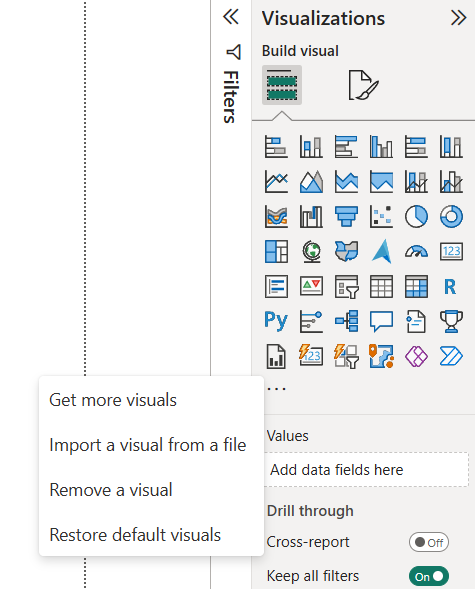 Visualizations
Filters
Build visual
123
R
Py
123
...
Get more visuals
Import a visual from a file
Remove a visual
Restore default visuals
Values
Add data fields here
Drill through
Cross-report
Off
Keep all filters
On